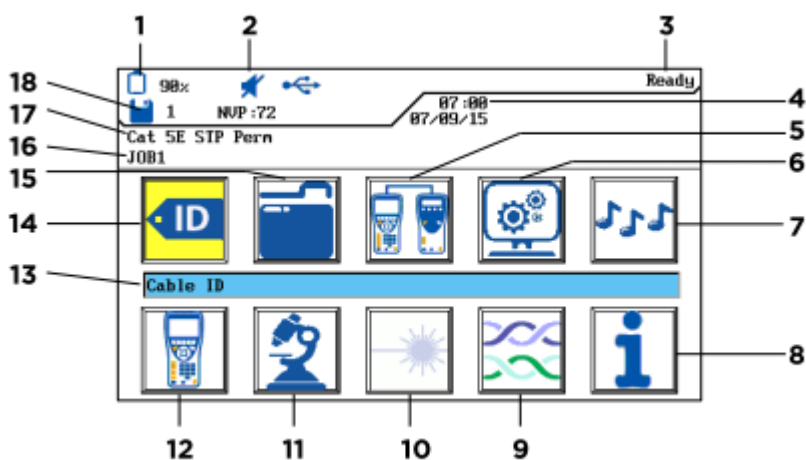 1 2 3
90% Ready
18 1 NVP:72 07:00 4
17 07/09/15 5
Cat 5E STP Perm
16 JOB1 6
15
14 ID 7
13 Cable ID
8
12 11 10 9